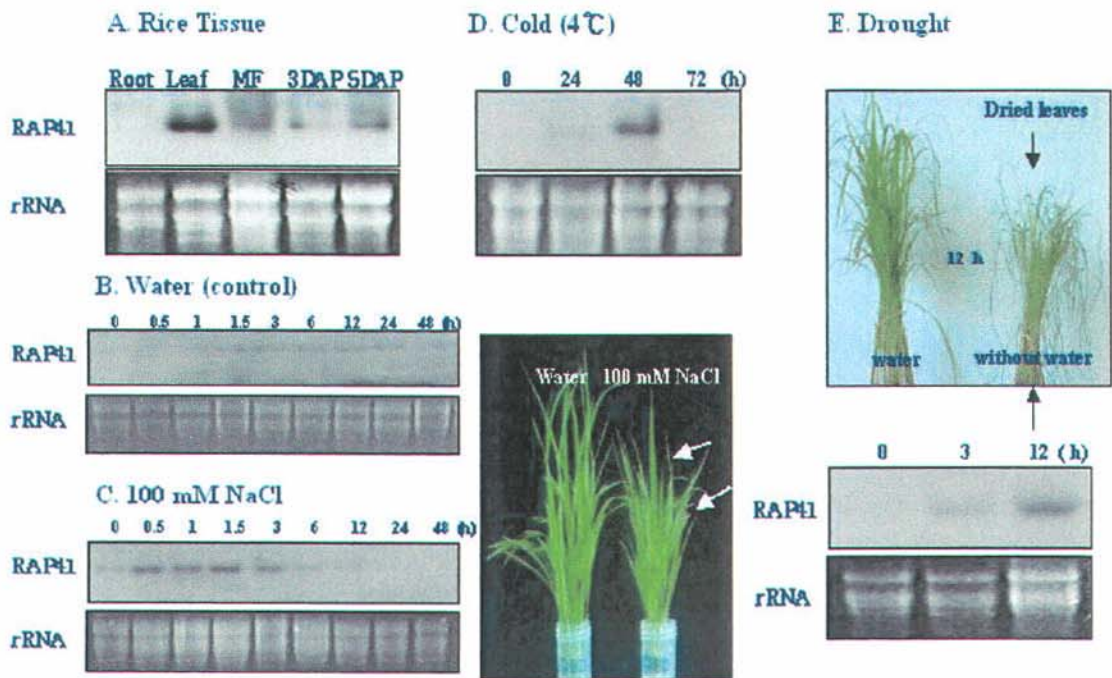 A. Rice Tissue
Root Leaf MF 3DAP 5DAP
RAP41
rRNA
B. Water (control)
0 0.5 1 1.5 3 6 12 24 48 (h)
RAP41
rRNA
C. 100 mM NaCl
0 0.5 1 1.5 3 6 12 24 48 (h)
RAP41
rRNA
D. Cold (4℃)
0 24 48 72 (h)
Water 100 mM NaCl
E. Drought
Dried leaves
12 h
water without water
0 3 12 (h)
RAP41
rRNA